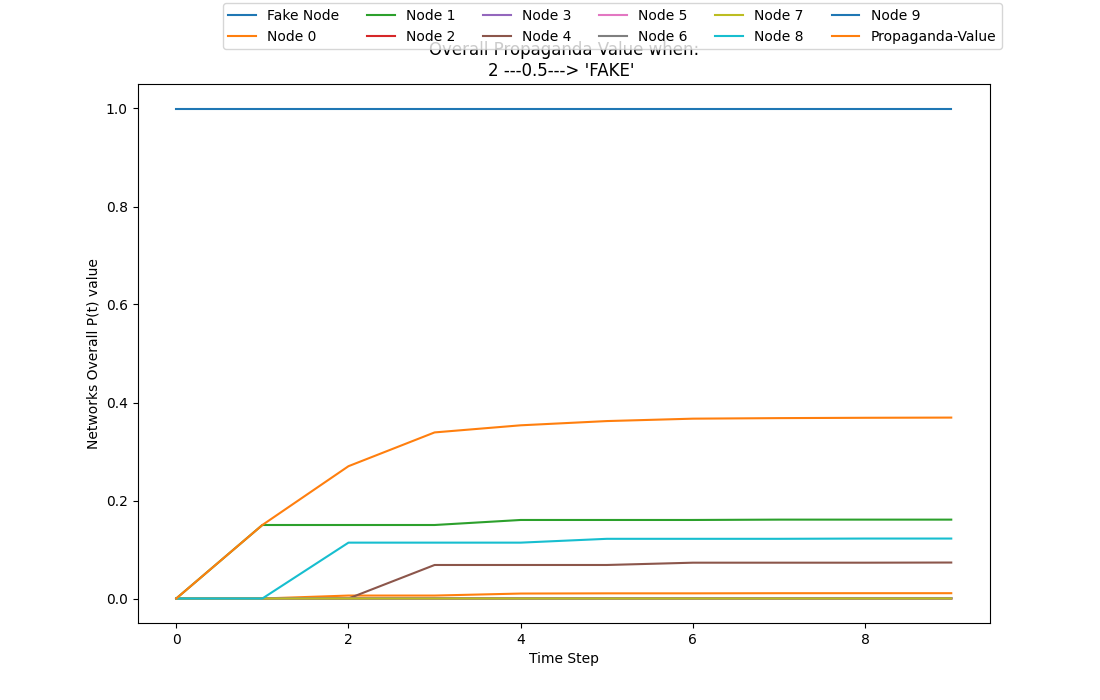 Fake Node Node 1 Node 3 Node 5 Node 7 Node 9
Node 0 Node 2 Node 4 Node 6 Node 8 Propaganda-Value
Overall Propaganda Value when:
2 ---0.5---> 'FAKE'
1.0
0.8
0.6
0.4
0.2
0.0
Networks Overall P(t) value
0 2 4 6 8
Time Step